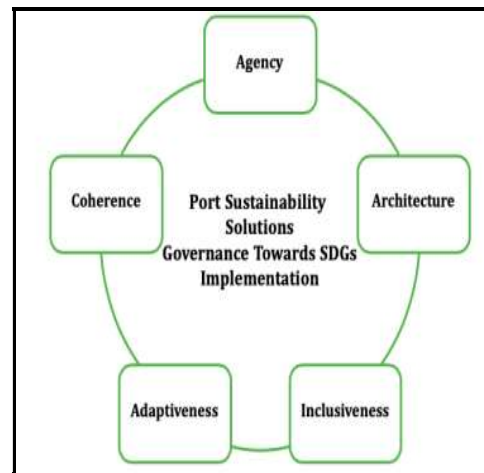 Agency
Coherence
Port Sustainability
Solutions
Governance Towards SDGs
Implementation
Architecture
Adaptiveness
Inclusiveness